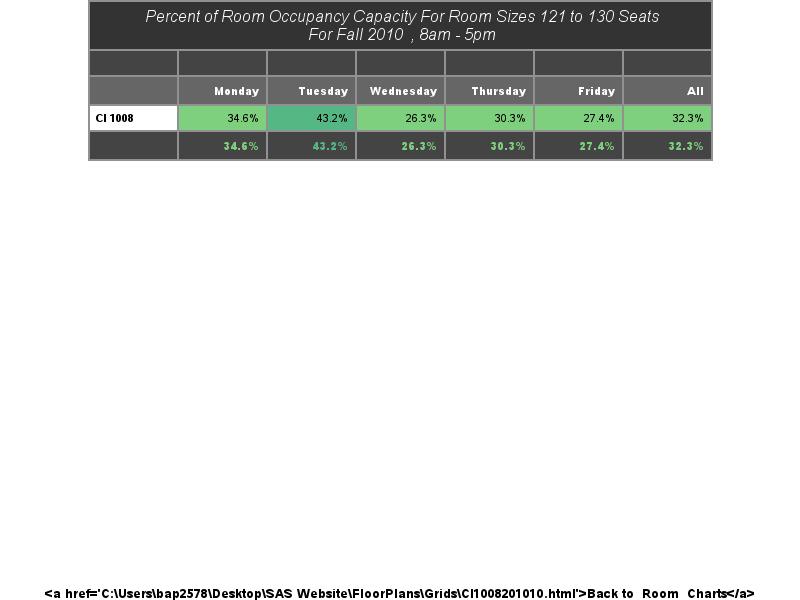 Percent of Room Occupancy Capacity For Room Sizes 121 to 130 Seats
For Fall 2010 , 8am - 5pm
Monday Tuesday Wednesday Thursday Friday All
CI 1008 34.6% 43.2% 26.3% 30.3% 27.4% 32.3%
34.6% 43.2% 26.3% 30.3% 27.4% 32.3%
<a href='C:\Users\bap2578\Desktop\SAS Website\FloorPlans\Grids\CI1008201010.html'>Back to Room Charts</a>